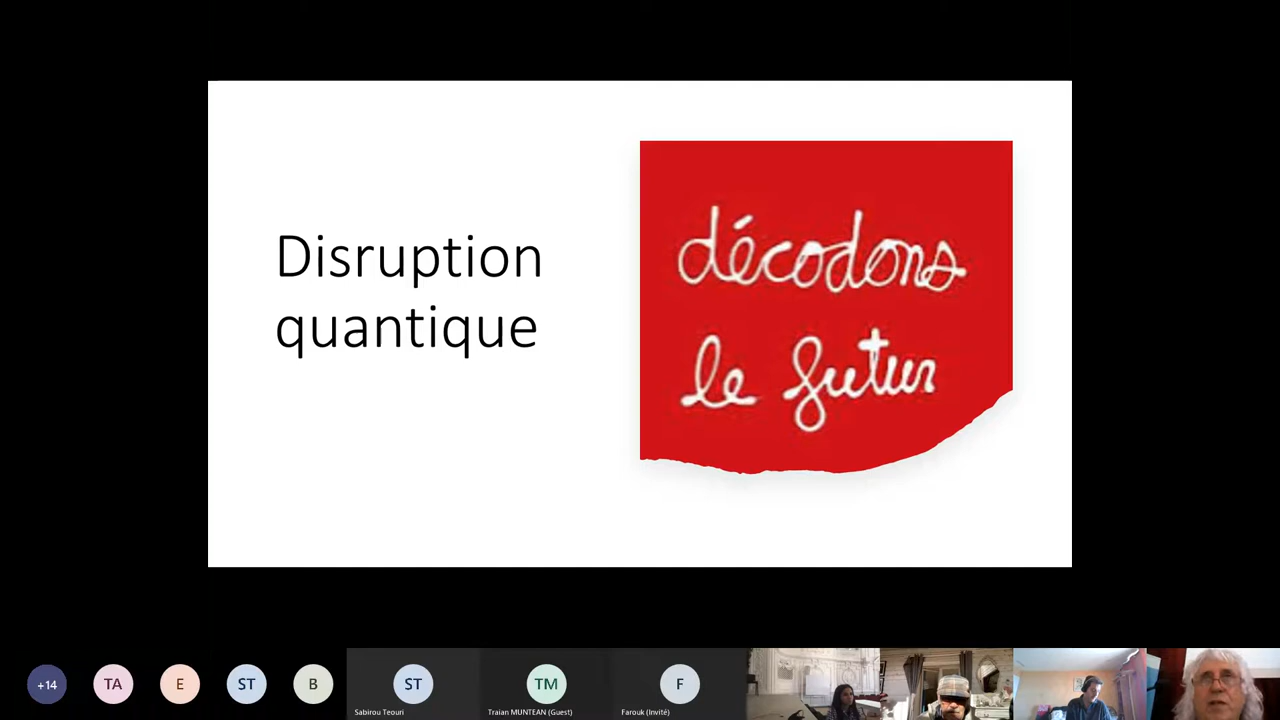 Disruption
quantique
décodons
le futur
+14
TA
E
ST
B
ST
TM
F
Sabirou Teouri
Traian MUNTEAN (Guest)
Farouk (Invité)